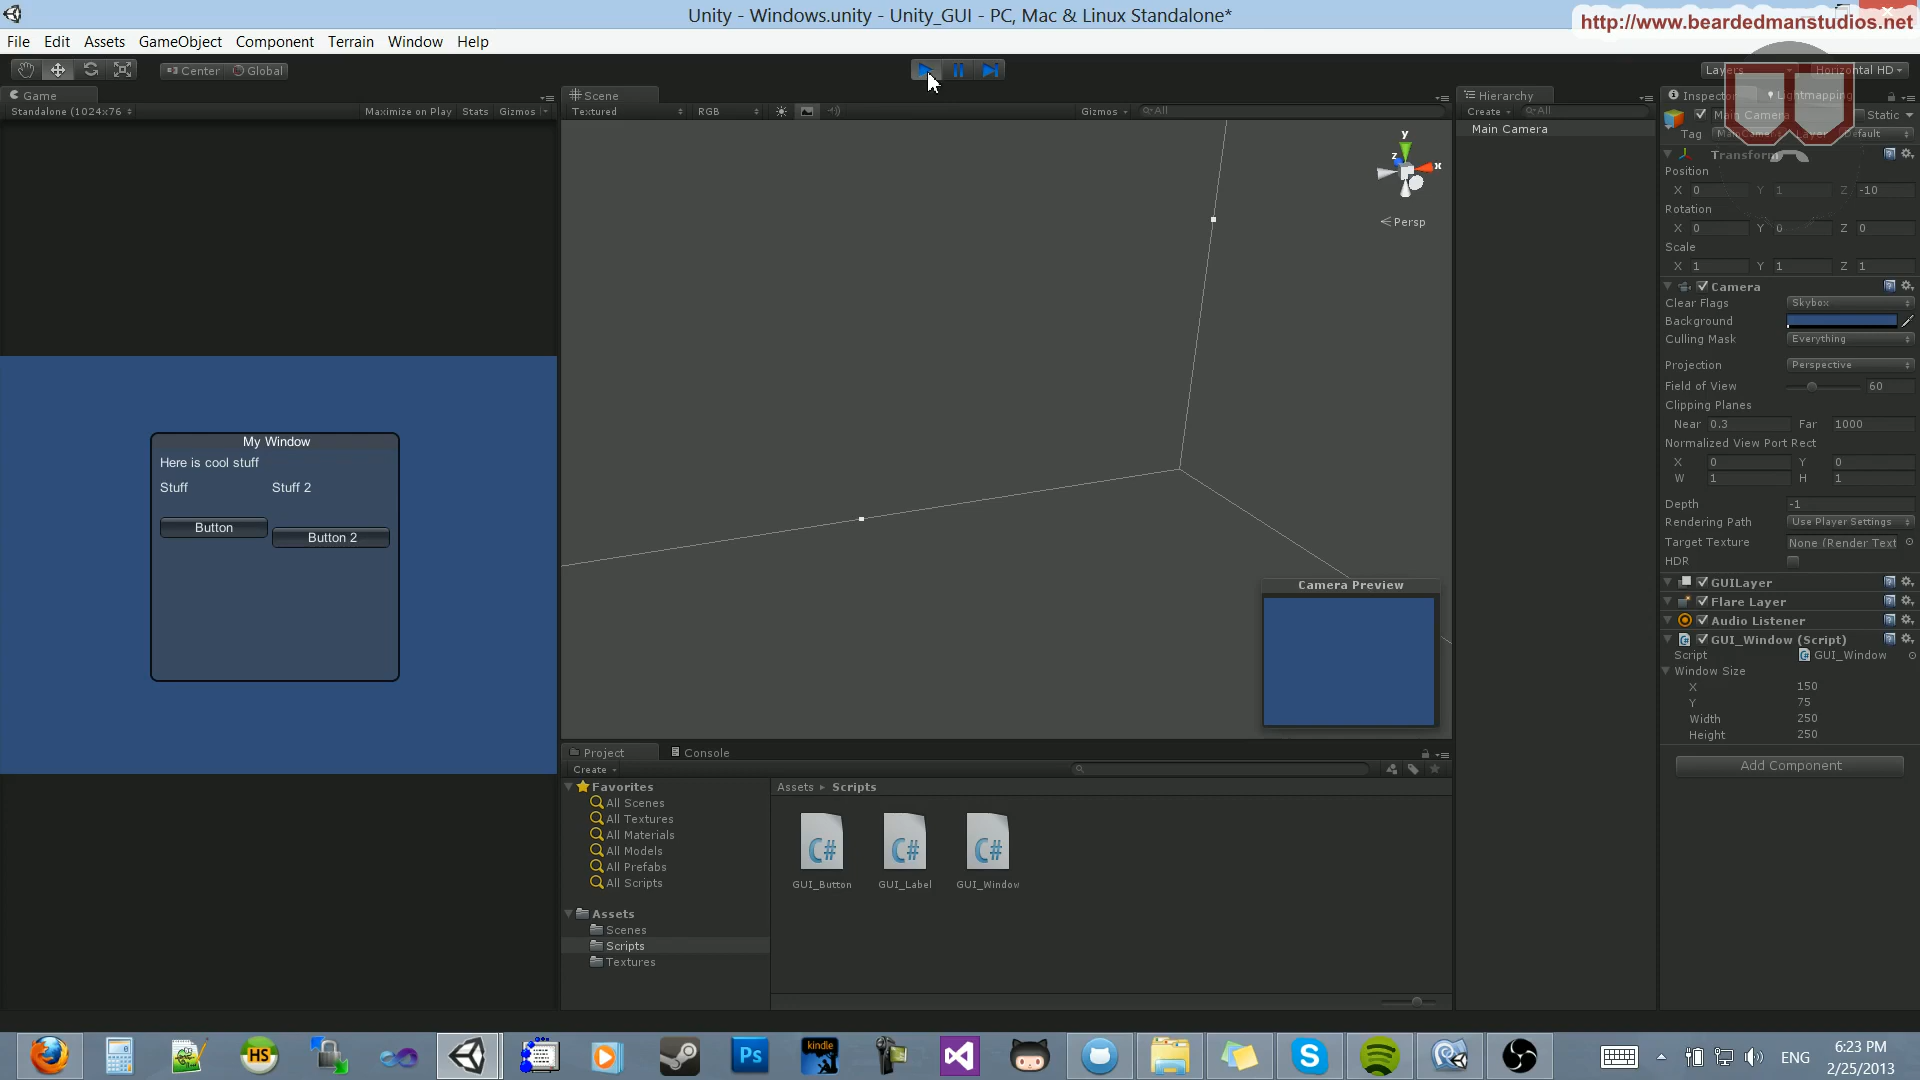 Unity - Windows.unity - Unity_GUI - PC, Mac & Linux Standalone*
http://www.beardedmanstudios.net
File Edit Assets GameObject Component Terrain Window Help
Center Global
Layers Horizontal HD
Game
Standalone (1024x76 Maximize on Play Stats Gizmos
Scene
Textured RGB Gizmos All
y
z x
Persp
Hierarchy
Create All
Main Camera
Inspector Lightmapping
Main Camera Static
Tag MainCamera Layer Default
Transform
Position
X 0 Y 1 Z -10
Rotation
X 0 Y 0 Z 0
Scale
X 1 Y 1 Z 1
Camera
Clear Flags Skybox
Background
Culling Mask Everything
Projection Perspective
Field of View 60
Clipping Planes
Near 0.3 Far 1000
Normalized View Port Rect
X 0 Y 0
W 1 H 1
Depth -1
Rendering Path Use Player Settings
Target Texture None (Render Text
HDR
GUILayer
Flare Layer
Audio Listener
GUI_Window (Script)
Script GUI_Window
Window Size
X 150
Y 75
Width 250
Height 250
Add Component
My Window
Here is cool stuff
Stuff Stuff 2
Button
Button 2
Camera Preview
Project Console
Create
Favorites
All Scenes
All Textures
All Materials
All Models
All Prefabs
All Scripts
Assets
Scenes
Scripts
Textures
Assets Scripts
C# C# C#
GUI_Button GUI_Label GUI_Window
HS
Ps
kindle
ENG
6:23 PM
2/25/2013